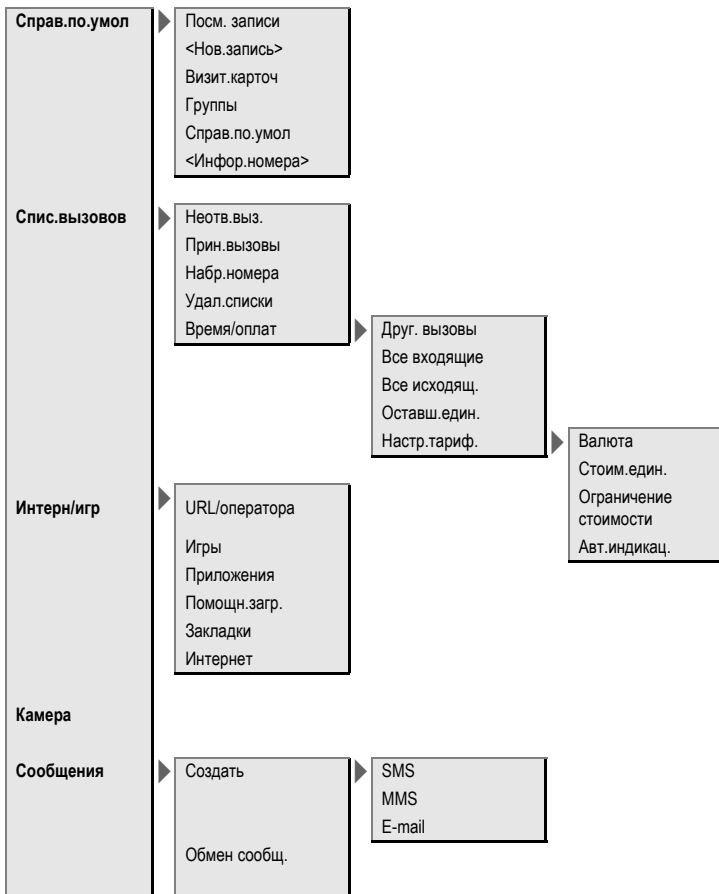 Справ.по.умол
Посм. записи
<Нов.запись>
Визит.карточ
Группы
Справ.по.умол
<Инфор.номера>
Спис.вызовов
Неотв.выз.
Прин.вызовы
Набр.номера
Удал.списки
Время/оплат
Друг. вызовы
Все входящие
Все исходящ.
Оставш.един.
Настр.тариф.
Валюта
Стоим.един.
Ограничение
стоимости
Авт.индикац.
Интерн/игр
URL/оператора
Игры
Приложения
Помощн.загр.
Закладки
Интернет
Камера
Сообщения
Создать
SMS
MMS
E-mail
Обмен сообщ.